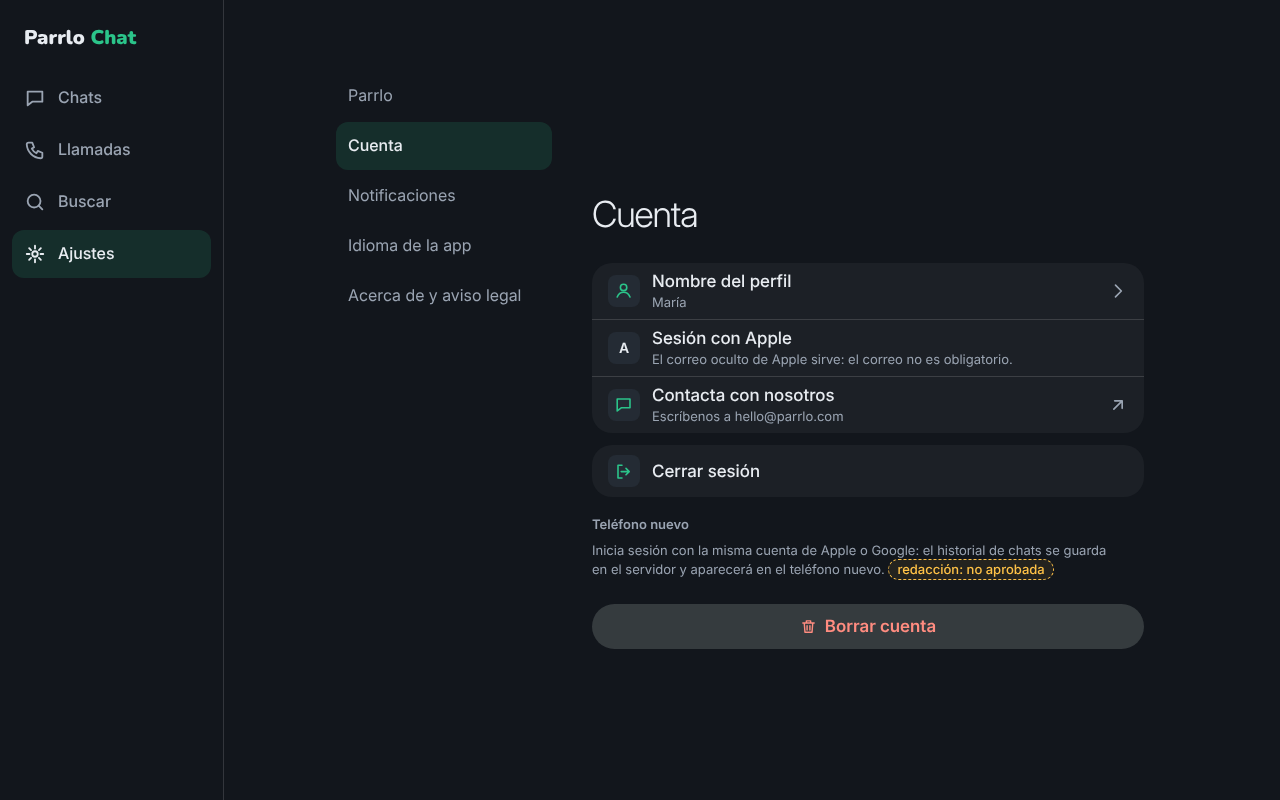 Parrlo Chat
Chats
Llamadas
Buscar
Ajustes
Parrlo
Cuenta
Notificaciones
Idioma de la app
Acerca de y aviso legal
Cuenta
Nombre del perfil
María
A
Sesión con Apple
El correo oculto de Apple sirve: el correo no es obligatorio.
Contacta con nosotros
Escríbenos a hello@parrlo.com
Cerrar sesión
Teléfono nuevo
Inicia sesión con la misma cuenta de Apple o Google: el historial de chats se guarda
en el servidor y aparecerá en el teléfono nuevo. redacción: no aprobada
Borrar cuenta